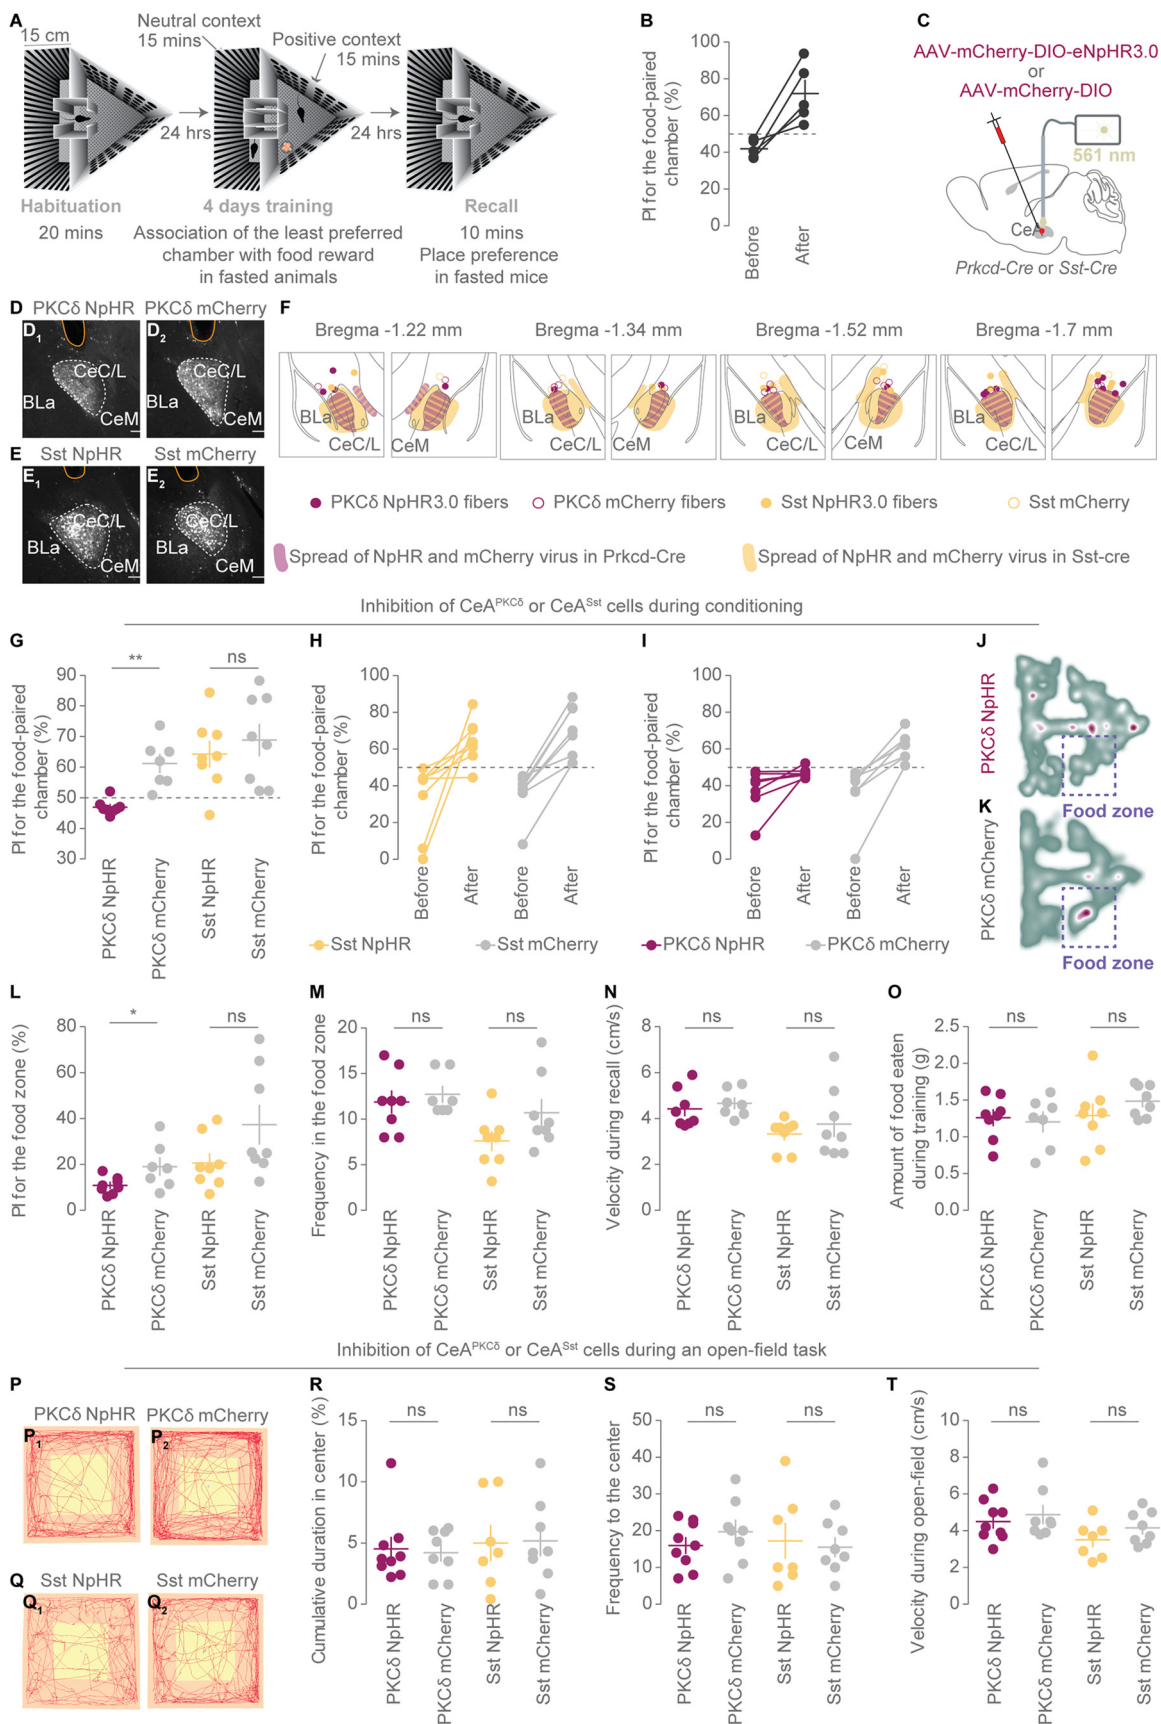 A
15 cm
Neutral context
15 mins
Positive context
15 mins
24 hrs
24 hrs
Habituation
20 mins
4 days training
Association of the least preferred
chamber with food reward
in fasted animals
Recall
10 mins
Place preference
in fasted mice
B
PI for the food-paired
chamber (%)
100
80
60
40
20
0
Before
After
C
AAV-mCherry-DIO-eNpHR3.0
or
AAV-mCherry-DIO
561 nm
CeA
Prkcd-Cre or Sst-Cre
D
PKCδ NpHR
PKCδ mCherry
D1
CeC/L
BLa
CeM
D2
CeC/L
BLa
CeM
E
Sst NpHR
Sst mCherry
E1
CeC/L
BLa
CeM
E2
CeC/L
BLa
CeM
F
Bregma -1.22 mm
Bregma -1.34 mm
Bregma -1.52 mm
Bregma -1.7 mm
BLa
CeC/L
CeM
BLa
CeC/L
CeM
BLa
CeC/L
CeM
BLa
CeC/L
PKCδ NpHR3.0 fibers
PKCδ mCherry fibers
Sst NpHR3.0 fibers
Sst mCherry
Spread of NpHR and mCherry virus in Prkcd-Cre
Spread of NpHR and mCherry virus in Sst-cre
Inhibition of CeAPKCδ or CeASst cells during conditioning
G
PI for the food-paired
chamber (%)
90
80
70
60
50
40
30
**
ns
PKCδ NpHR
PKCδ mCherry
Sst NpHR
Sst mCherry
H
PI for the food-paired
chamber (%)
100
80
60
40
20
0
Before
After
Before
After
Sst NpHR
Sst mCherry
I
PI for the food-paired
chamber (%)
100
80
60
40
20
0
Before
After
Before
After
PKCδ NpHR
PKCδ mCherry
J
PKCδ NpHR
Food zone
K
PKCδ mCherry
Food zone
L
PI for the food zone (%)
80
60
40
20
0
*
ns
PKCδ NpHR
PKCδ mCherry
Sst NpHR
Sst mCherry
M
Frequency in the food zone
20
15
10
5
0
ns
ns
PKCδ NpHR
PKCδ mCherry
Sst NpHR
Sst mCherry
N
Velocity during recall (cm/s)
8
6
4
2
0
ns
ns
PKCδ NpHR
PKCδ mCherry
Sst NpHR
Sst mCherry
O
Amount of food eaten
during training (g)
2.5
2.0
1.5
1.0
0.5
0.0
ns
ns
PKCδ NpHR
PKCδ mCherry
Sst NpHR
Sst mCherry
Inhibition of CeAPKCδ or CeASst cells during an open-field task
P
PKCδ NpHR
PKCδ mCherry
P1
P2
Q
Sst NpHR
Sst mCherry
Q1
Q2
R
Cumulative duration in center (%)
15
10
5
0
ns
ns
PKCδ NpHR
PKCδ mCherry
Sst NpHR
Sst mCherry
S
Frequency to the center
50
40
30
20
10
0
ns
ns
PKCδ NpHR
PKCδ mCherry
Sst NpHR
Sst mCherry
T
Velocity during open-field (cm/s)
10
8
6
4
2
0
ns
ns
PKCδ NpHR
PKCδ mCherry
Sst NpHR
Sst mCherry